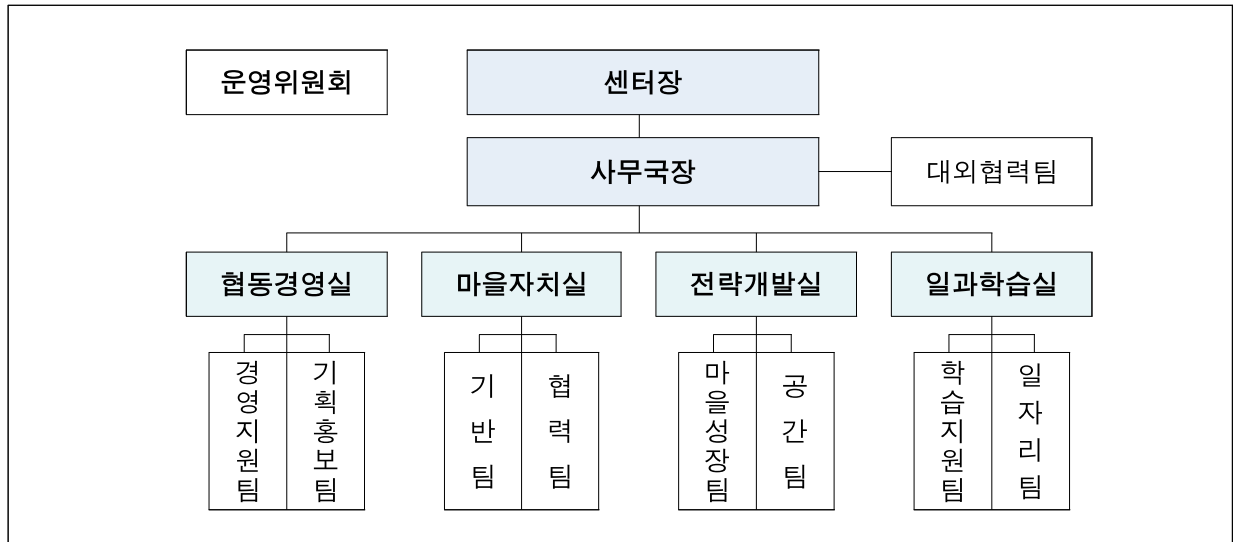 운영위원회
센터장
사무국장
대외협력팀
협동경영실
마을자치실
전략개발실
일과학습실
경영지원팀
기획홍보팀
기반팀
협력팀
마을성장팀
공간팀
학습지원팀
일자리팀